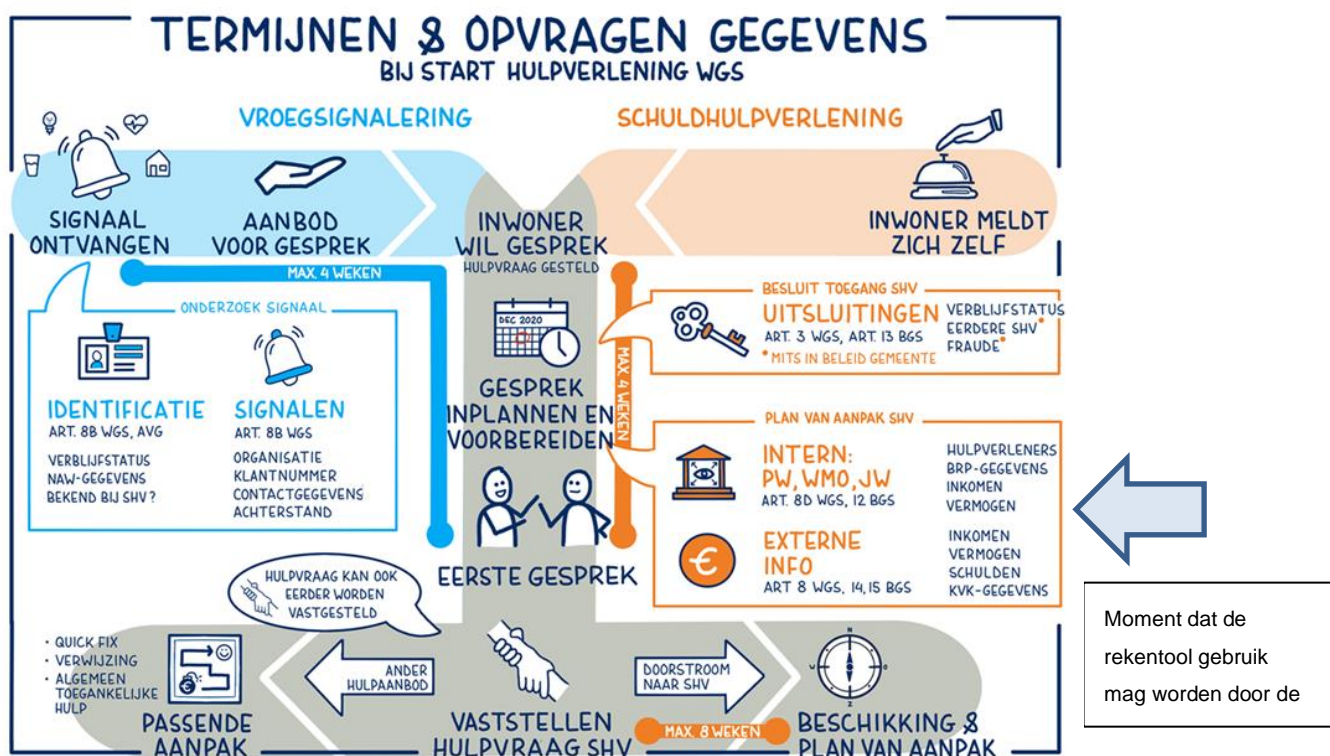 TERMIJNEN & OPVRAGEN GEGEVENS
BIJ START HULPVERLENING WGS
VROEGSIGNALERING
SCHULDHULPVERLENING
SIGNAAL
ONTVANGEN
AANBOD
VOOR GESPREK
INWONER
WIL GESPREK
HULPVRAAG GESTELD
INWONER MELDT
ZICH ZELF
MAX. 4 WEKEN
ONDERZOEK SIGNAAL
IDENTIFICATIE
ART. 8B WGS, AVG
VERBLIJFSTATUS
NAW-GEGEVENS
BEKEND BIJ SHV?
SIGNALEN
ART. 8B WGS
ORGANISATIE
KLANTNUMMER
CONTACTGEGEVENS
ACHTERSTAND
DEC 2020
GESPREK
INPLANNEN EN
VOORBEREIDEN
EERSTE GESPREK
MAX. 4 WEKEN
BESLUIT TOEGANG SHV
UITSLUITINGEN
ART. 3 WGS, ART. 13 BGS
*MITS IN BELEID GEMEENTE
VERBLIJFSTATUS
EERDERE SHV*
FRAUDE*
PLAN VAN AANPAK SHV
INTERN:
PW, WMO, JW
ART. 8D WGS, 12 BGS
HULPVERLENERS
BRP-GEGEVENS
INKOMEN
VERMOGEN
€
EXTERNE
INFO
ART 8 WGS, 14,15 BGS
INKOMEN
VERMOGEN
SCHULDEN
KVK-GEGEVENS
Moment dat de
rekentool gebruik
mag worden door de
HULPVRAAG KAN OOK
EERDER WORDEN
VASTGESTELD
• QUICK FIX
• VERWIJZING
• ALGEMEEN
TOEGANKELIJKE
HULP
PASSENDE
AANPAK
ANDER
HULPAANBOD
VASTSTELLEN
HULPVRAAG SHV
DOORSTROOM
NAAR SHV
MAX. 8 WEKEN
N
W
O
Z
BESCHIKKING &
PLAN VAN AANPAK